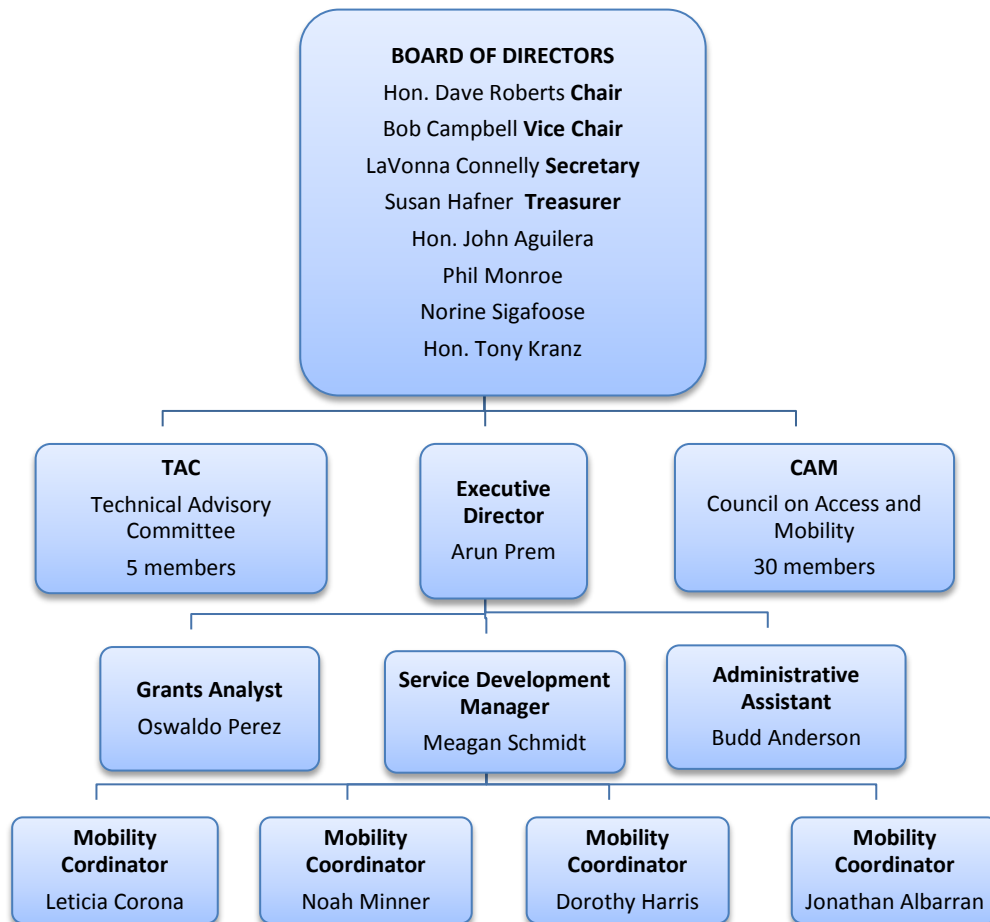 BOARD OF DIRECTORS
Hon. Dave Roberts Chair
Bob Campbell Vice Chair
LaVonna Connelly Secretary
Susan Hafner Treasurer
Hon. John Aguilera
Phil Monroe
Norine Sigafoose
Hon. Tony Kranz
TAC
Technical Advisory
Committee
5 members
Executive
Director
Arun Prem
CAM
Council on Access and
Mobility
30 members
Grants Analyst
Oswaldo Perez
Service Development
Manager
Meagan Schmidt
Administrative
Assistant
Budd Anderson
Mobility
Cordinator
Leticia Corona
Mobility
Coordinator
Noah Minner
Mobility
Coordinator
Dorothy Harris
Mobility
Coordinator
Jonathan Albarran